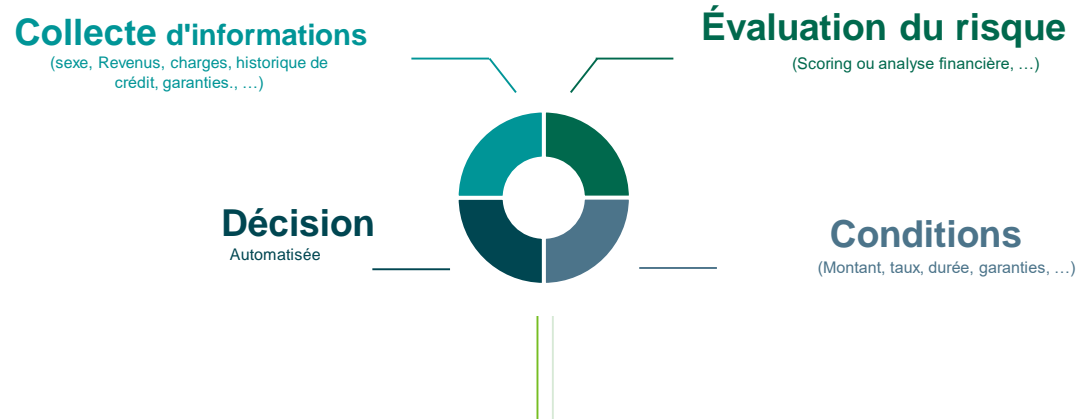 Collecte d'informations
(sexe, Revenus, charges, historique de
crédit, garanties., …)
Évaluation du risque
(Scoring ou analyse financière, …)
Décision
Automatisée
Conditions
(Montant, taux, durée, garanties, …)